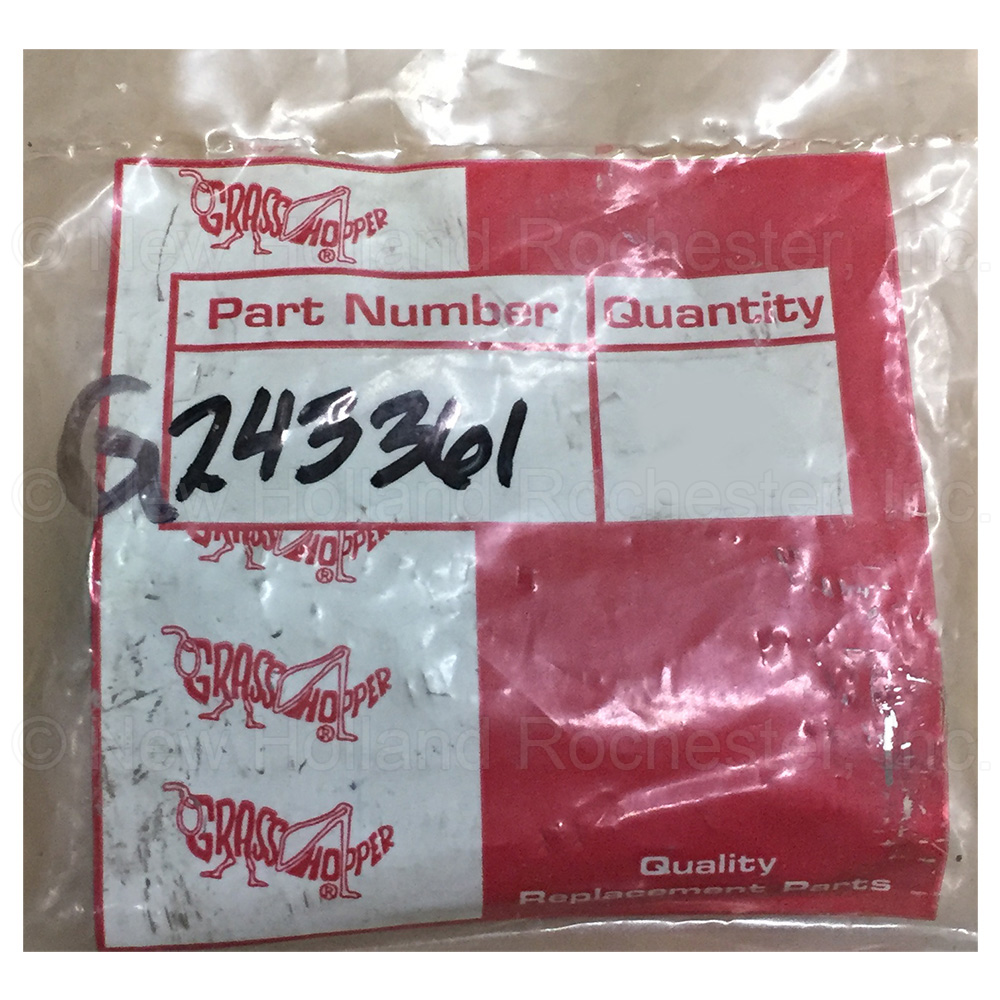 GRASSHOPPER®
© New Holland Rochester, Inc.
Part Number Quantity
G243361
© New Holland Rochester, Inc.
GRASSHOPPER®
GRASSHOPPER®
© New Holland Rochester, Inc.
GRASSHOPPER®
Quality
Replacement Parts